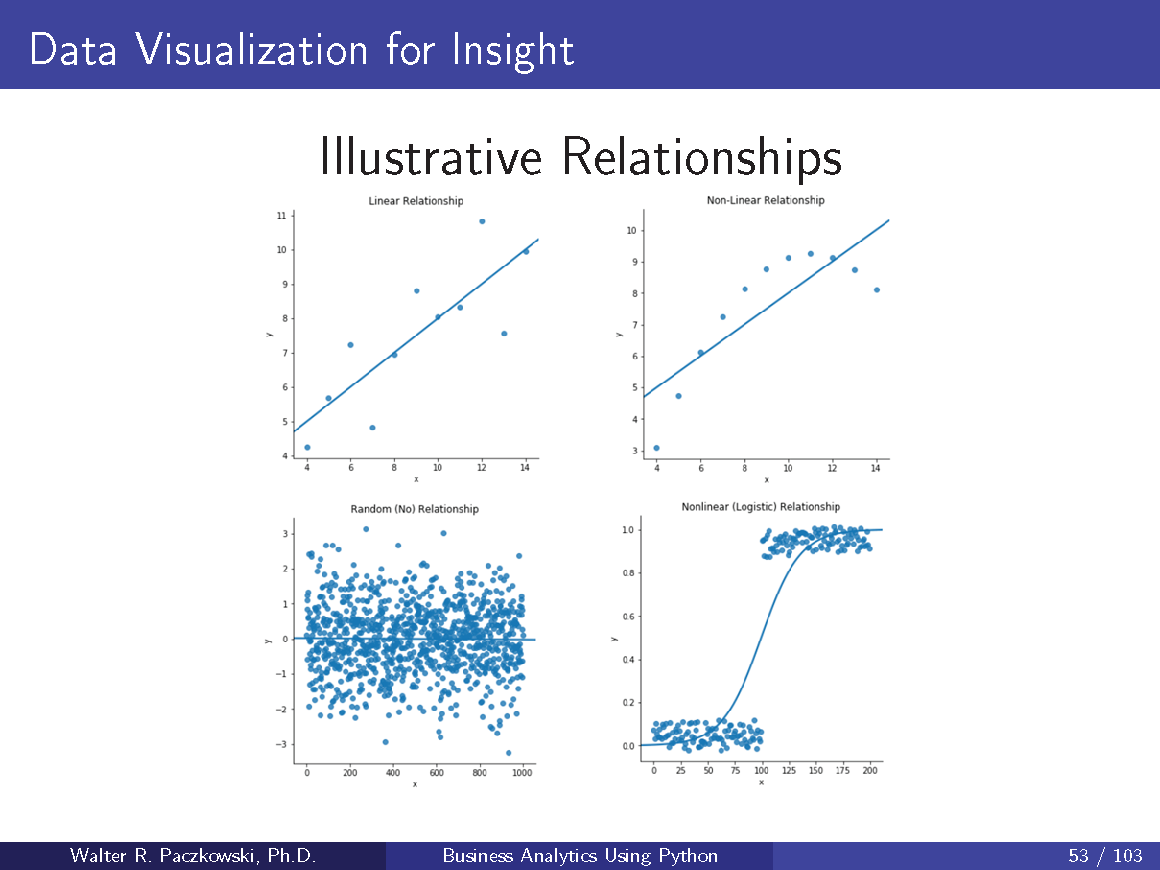 Data Visualization for Insight
Illustrative Relationships
Linear Relationship
11
10
9
8
7
6
5
4
y
4 6 8 10 12 14
x
Non-Linear Relationship
10
9
8
7
6
5
4
3
y
4 6 8 10 12 14
x
Random (No) Relationship
3
2
1
0
−1
−2
−3
y
0 200 400 600 800 1000
x
Nonlinear (Logistic) Relationship
1.0
0.8
0.6
0.4
0.2
0.0
y
0 25 50 75 100 125 150 175 200
x
Walter R. Paczkowski, Ph.D. Business Analytics Using Python 53 / 103